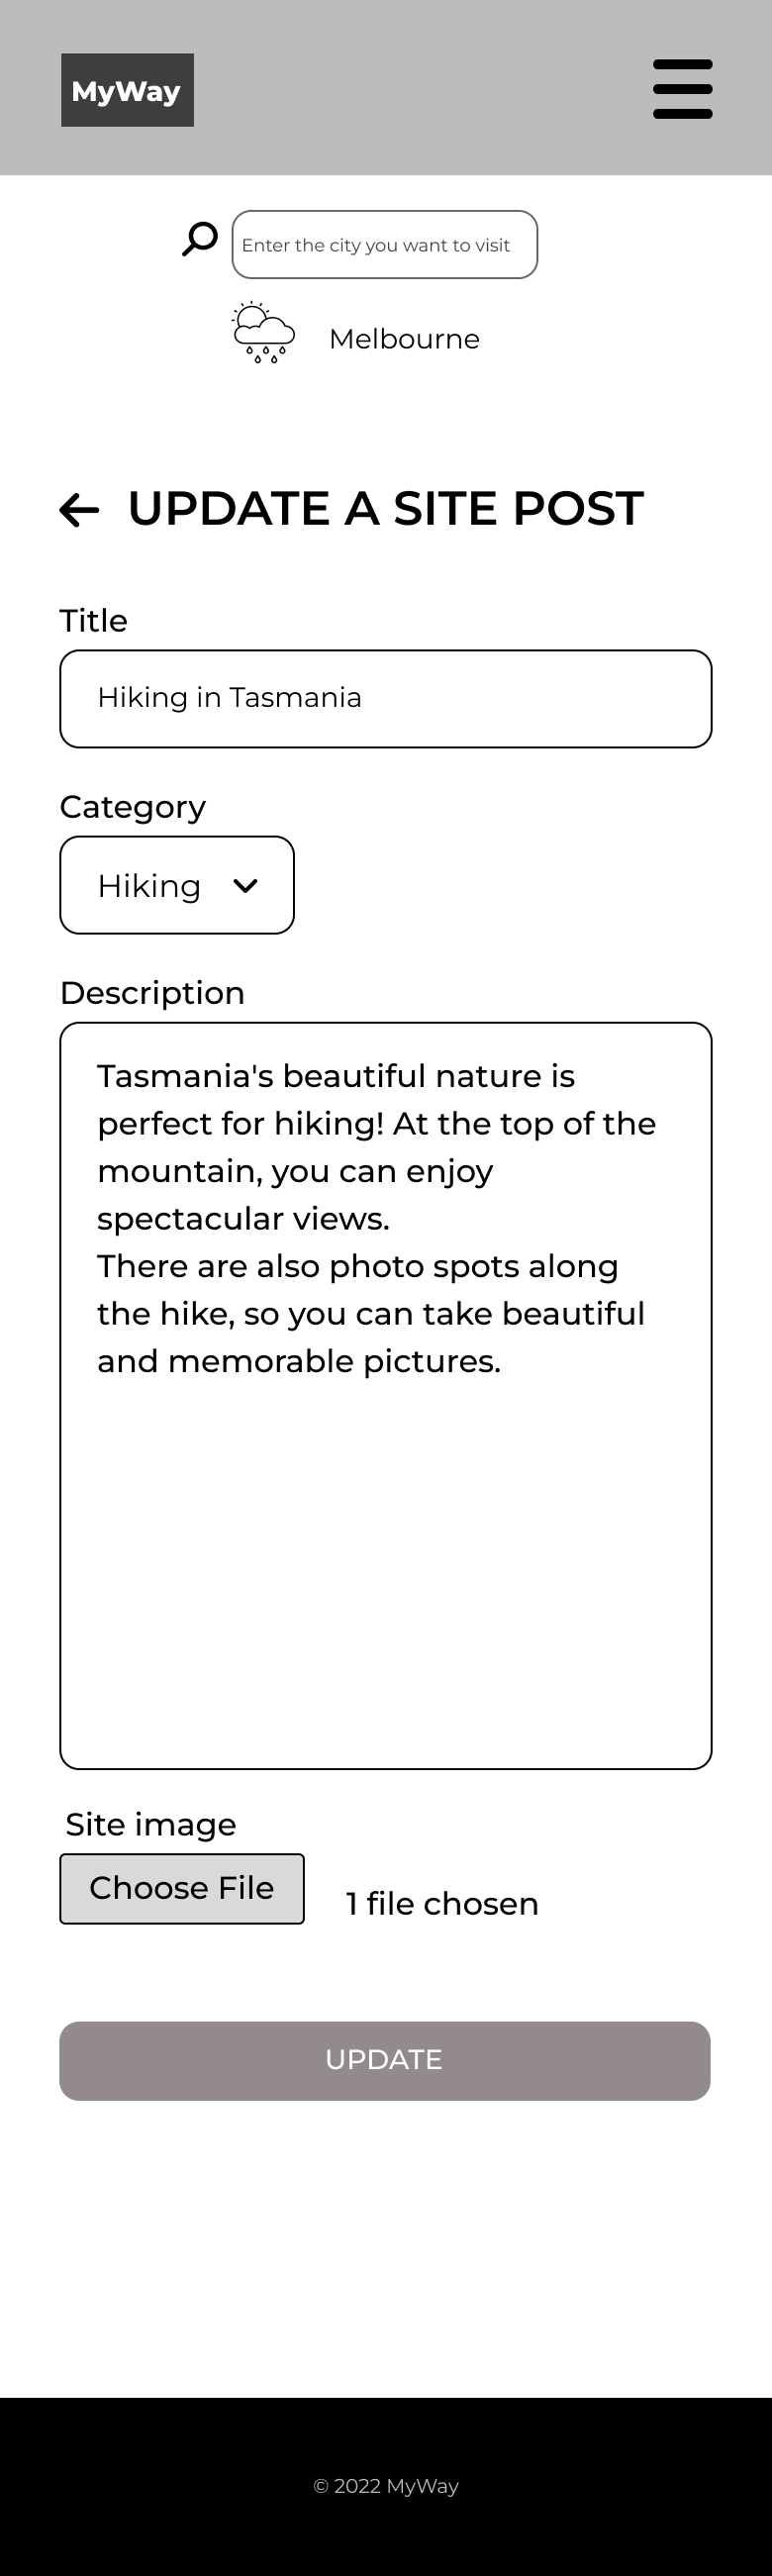 MyWay
Enter the city you want to visit
Melbourne
UPDATE A SITE POST
Title
Hiking in Tasmania
Category
Hiking
Description
Tasmania's beautiful nature is
perfect for hiking! At the top of the
mountain, you can enjoy
spectacular views.
There are also photo spots along
the hike, so you can take beautiful
and memorable pictures.
Site image
Choose File
1 file chosen
UPDATE
© 2022 MyWay